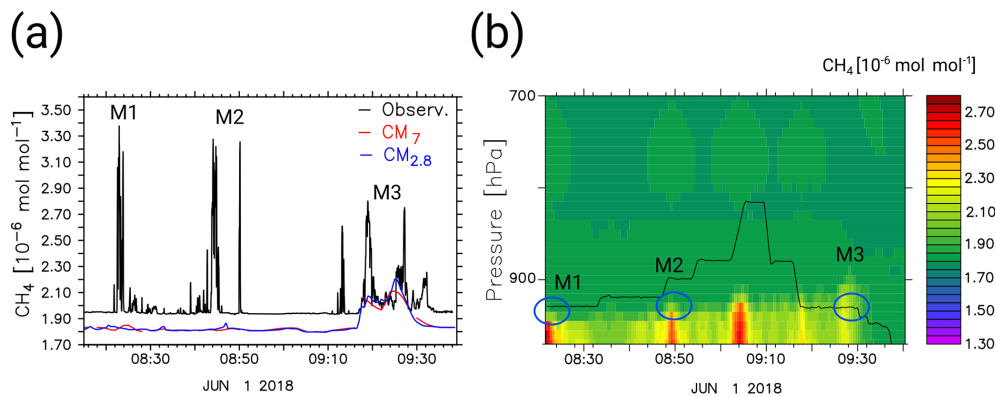 (a)
CH4 [10-6 mol mol-1]
3.50
3.30
3.10
2.90
2.70
2.50
2.30
2.10
1.90
1.70
M1
M2
M3
Observ.
CM7
CM2.8
08:30
08:50
09:10
09:30
JUN 1 2018
(b)
CH4 [10-6 mol mol-1]
Pressure [hPa]
700
900
M1
M2
M3
08:30
08:50
09:10
09:30
JUN 1 2018
2.70
2.50
2.30
2.10
1.90
1.70
1.50
1.30